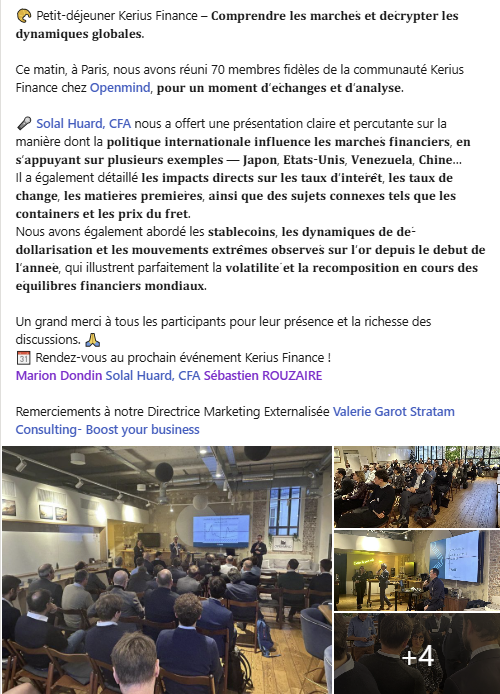 🥐 Petit-déjeuner Kerius Finance – Comprendre les marchés et décrypter les
dynamiques globales.
Ce matin, à Paris, nous avons réuni 70 membres fidèles de la communauté Kerius
Finance chez Openmind, pour un moment d'échanges et d'analyse.
🎤 Solal Huard, CFA nous a offert une présentation claire et percutante sur la
manière dont la politique internationale influence les marchés financiers, en
s'appuyant sur plusieurs exemples — Japon, États-Unis, Venezuela, Chine...
Il a également détaillé les impacts directs sur les taux d'intérêt, les taux de
change, les matières premières, ainsi que des sujets connexes tels que les
containers et les prix du fret.
Nous avons également abordé les stablecoins, les dynamiques de dé-
dollarisation et les mouvements extrêmes observés sur l'or depuis le début de
l'année, qui illustrent parfaitement la volatilité et la recomposition en cours des
équilibres financiers mondiaux.
Un grand merci à tous les participants pour leur présence et la richesse des
discussions. 🙏
📅 Rendez-vous au prochain événement Kerius Finance !
Marion Dondin Solal Huard, CFA Sébastien ROUZAIRE
Remerciements à notre Directrice Marketing Externalisée Valerie Garot Stratam
Consulting- Boost your business
+4